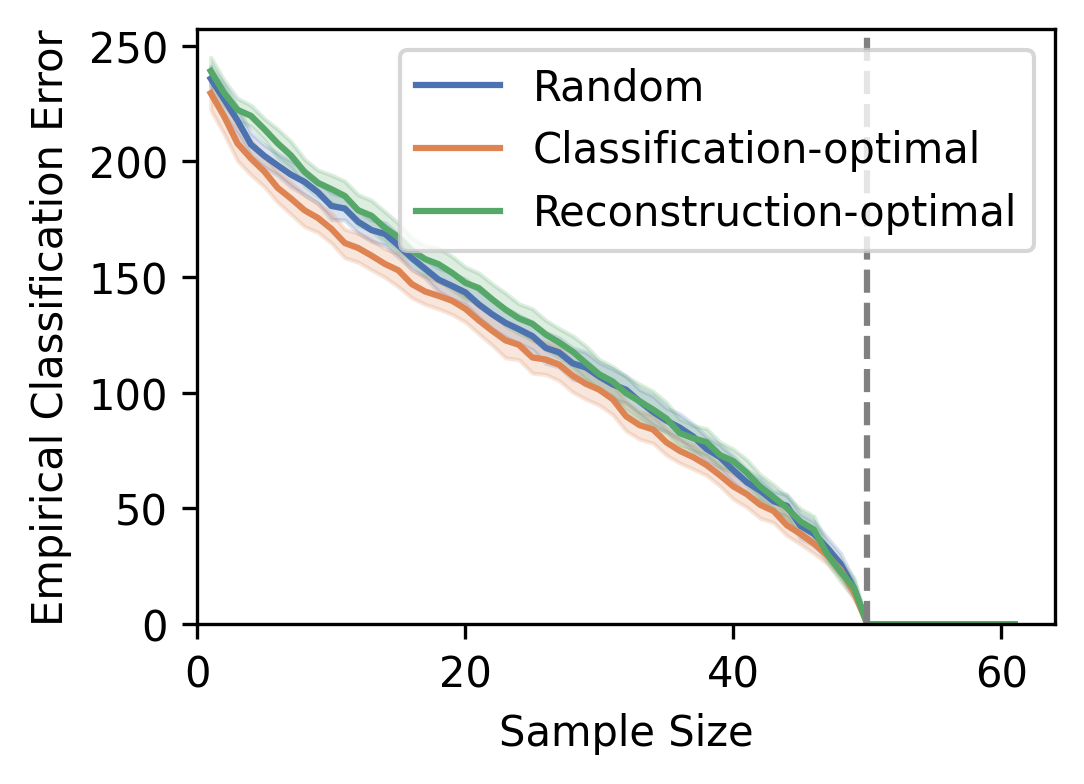 Empirical Classification Error
250
200
150
100
50
0
Random
Classification-optimal
Reconstruction-optimal
0 20 40 60
Sample Size